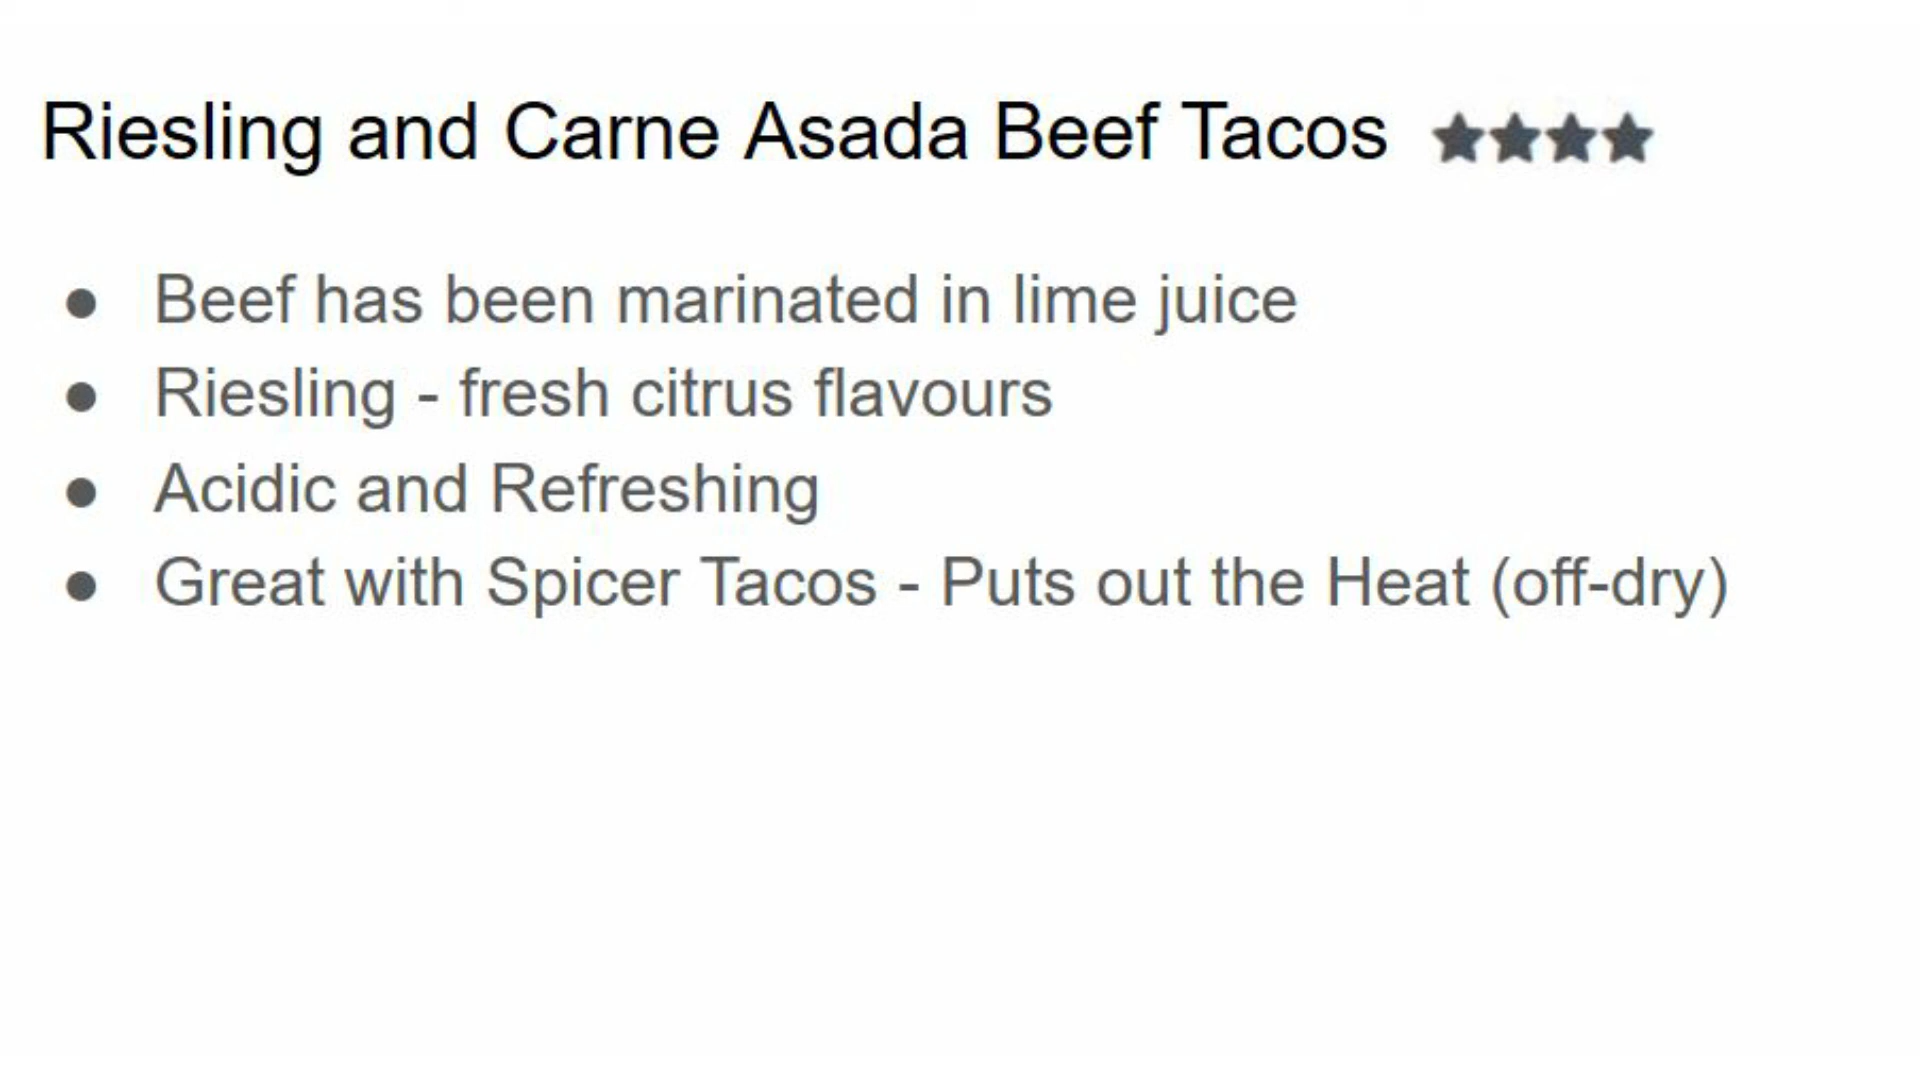 Riesling and Carne Asada Beef Tacos ★★★★
● Beef has been marinated in lime juice
● Riesling - fresh citrus flavours
● Acidic and Refreshing
● Great with Spicer Tacos - Puts out the Heat (off-dry)